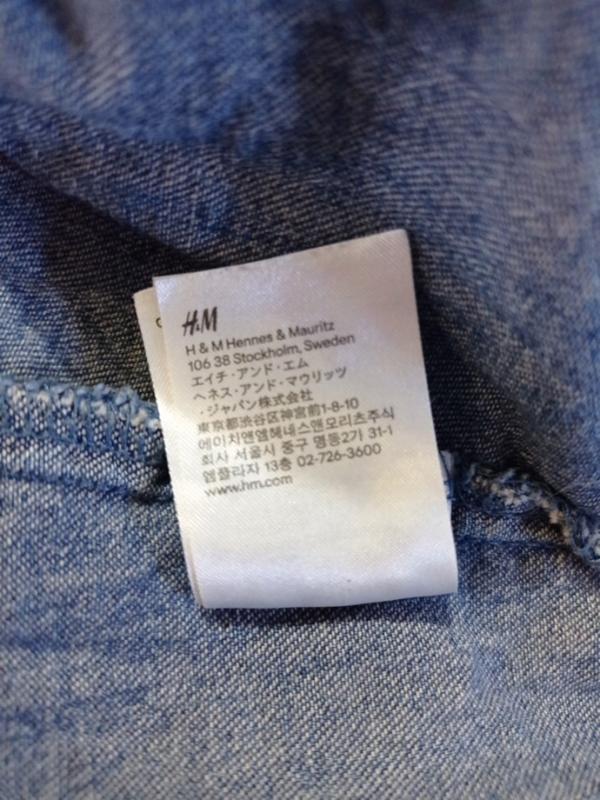 H&M
H & M Hennes & Mauritz
106 38 Stockholm, Sweden
エイチ・アンド・エム
ヘネス・アンド・マウリッツ
・ジャパン株式会社
東京都渋谷区神宮前1-8-10
에이치앤엠헤네스앤모리츠주식
회사 서울시 중구 명동2가 31-1
엠플라자 13층 02-726-3600
www.hm.com